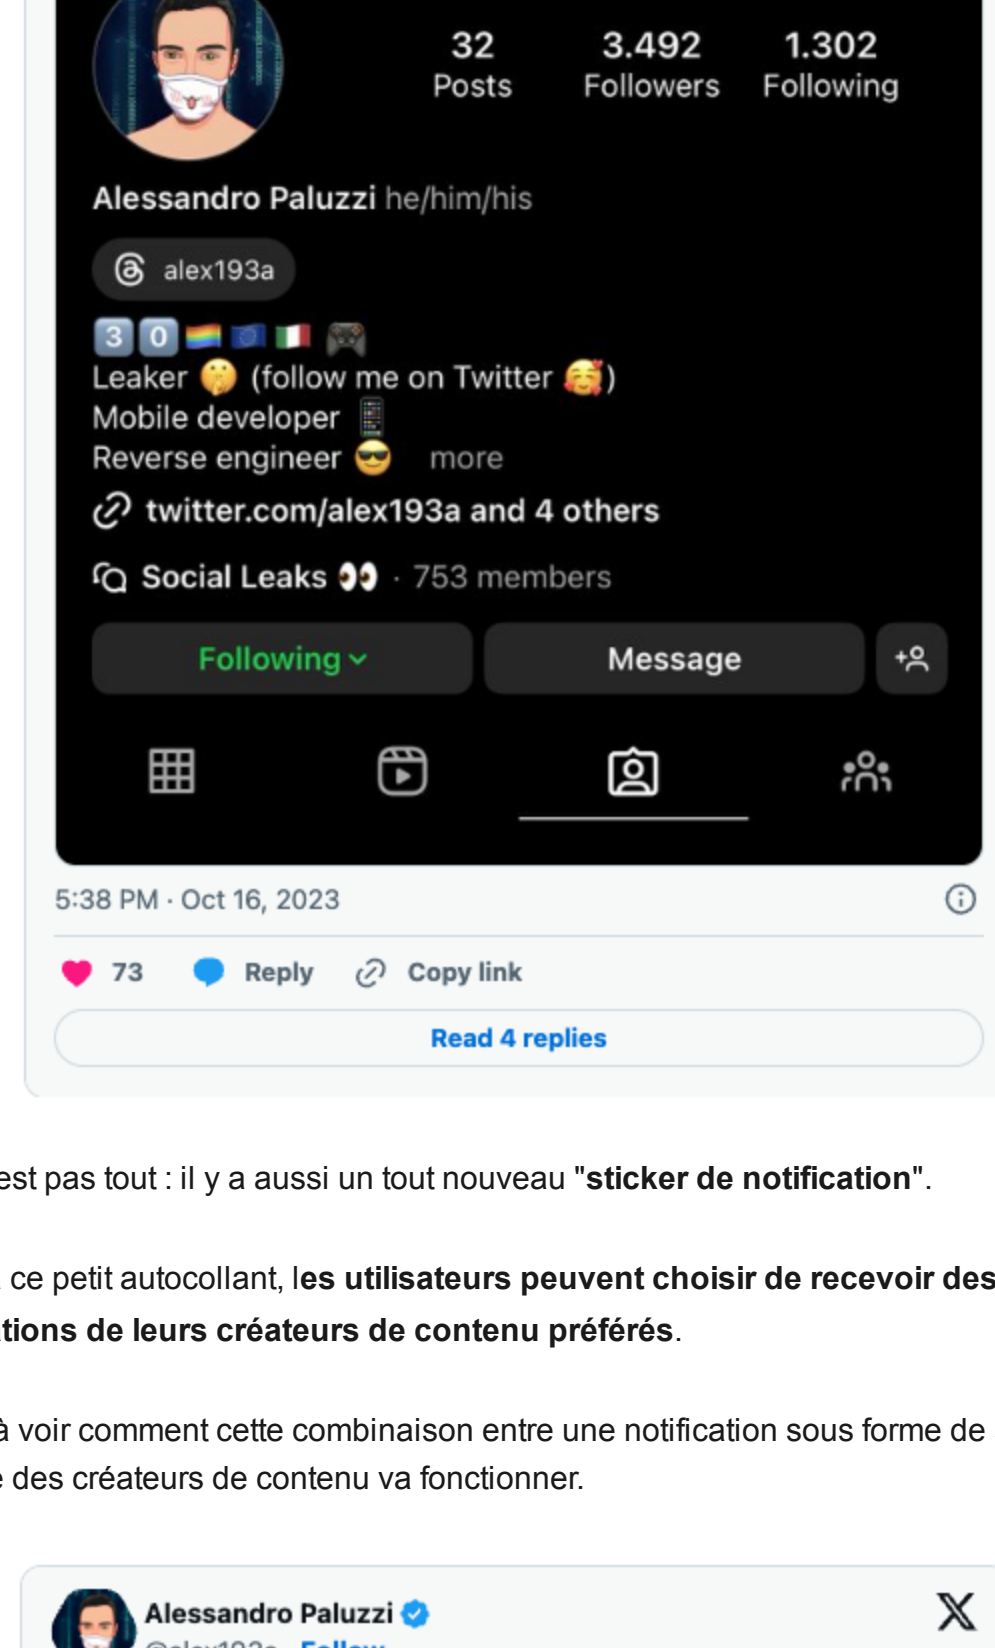 32 3.492 1.302
Posts Followers Following
Alessandro Paluzzi he/him/his
alex193a
3 0
Leaker 🤫 (follow me on Twitter 🥰)
Mobile developer 📱
Reverse engineer 😎 more
twitter.com/alex193a and 4 others
Social Leaks 👀 · 753 members
Following
Message
5:38 PM · Oct 16, 2023
73 Reply Copy link
Read 4 replies
est pas tout : il y a aussi un tout nouveau "sticker de notification".
ce petit autocollant, les utilisateurs peuvent choisir de recevoir des
tions de leurs créateurs de contenu préférés.
à voir comment cette combinaison entre une notification sous forme de
des créateurs de contenu va fonctionner.
Alessandro Paluzzi
@alex193a · Follow